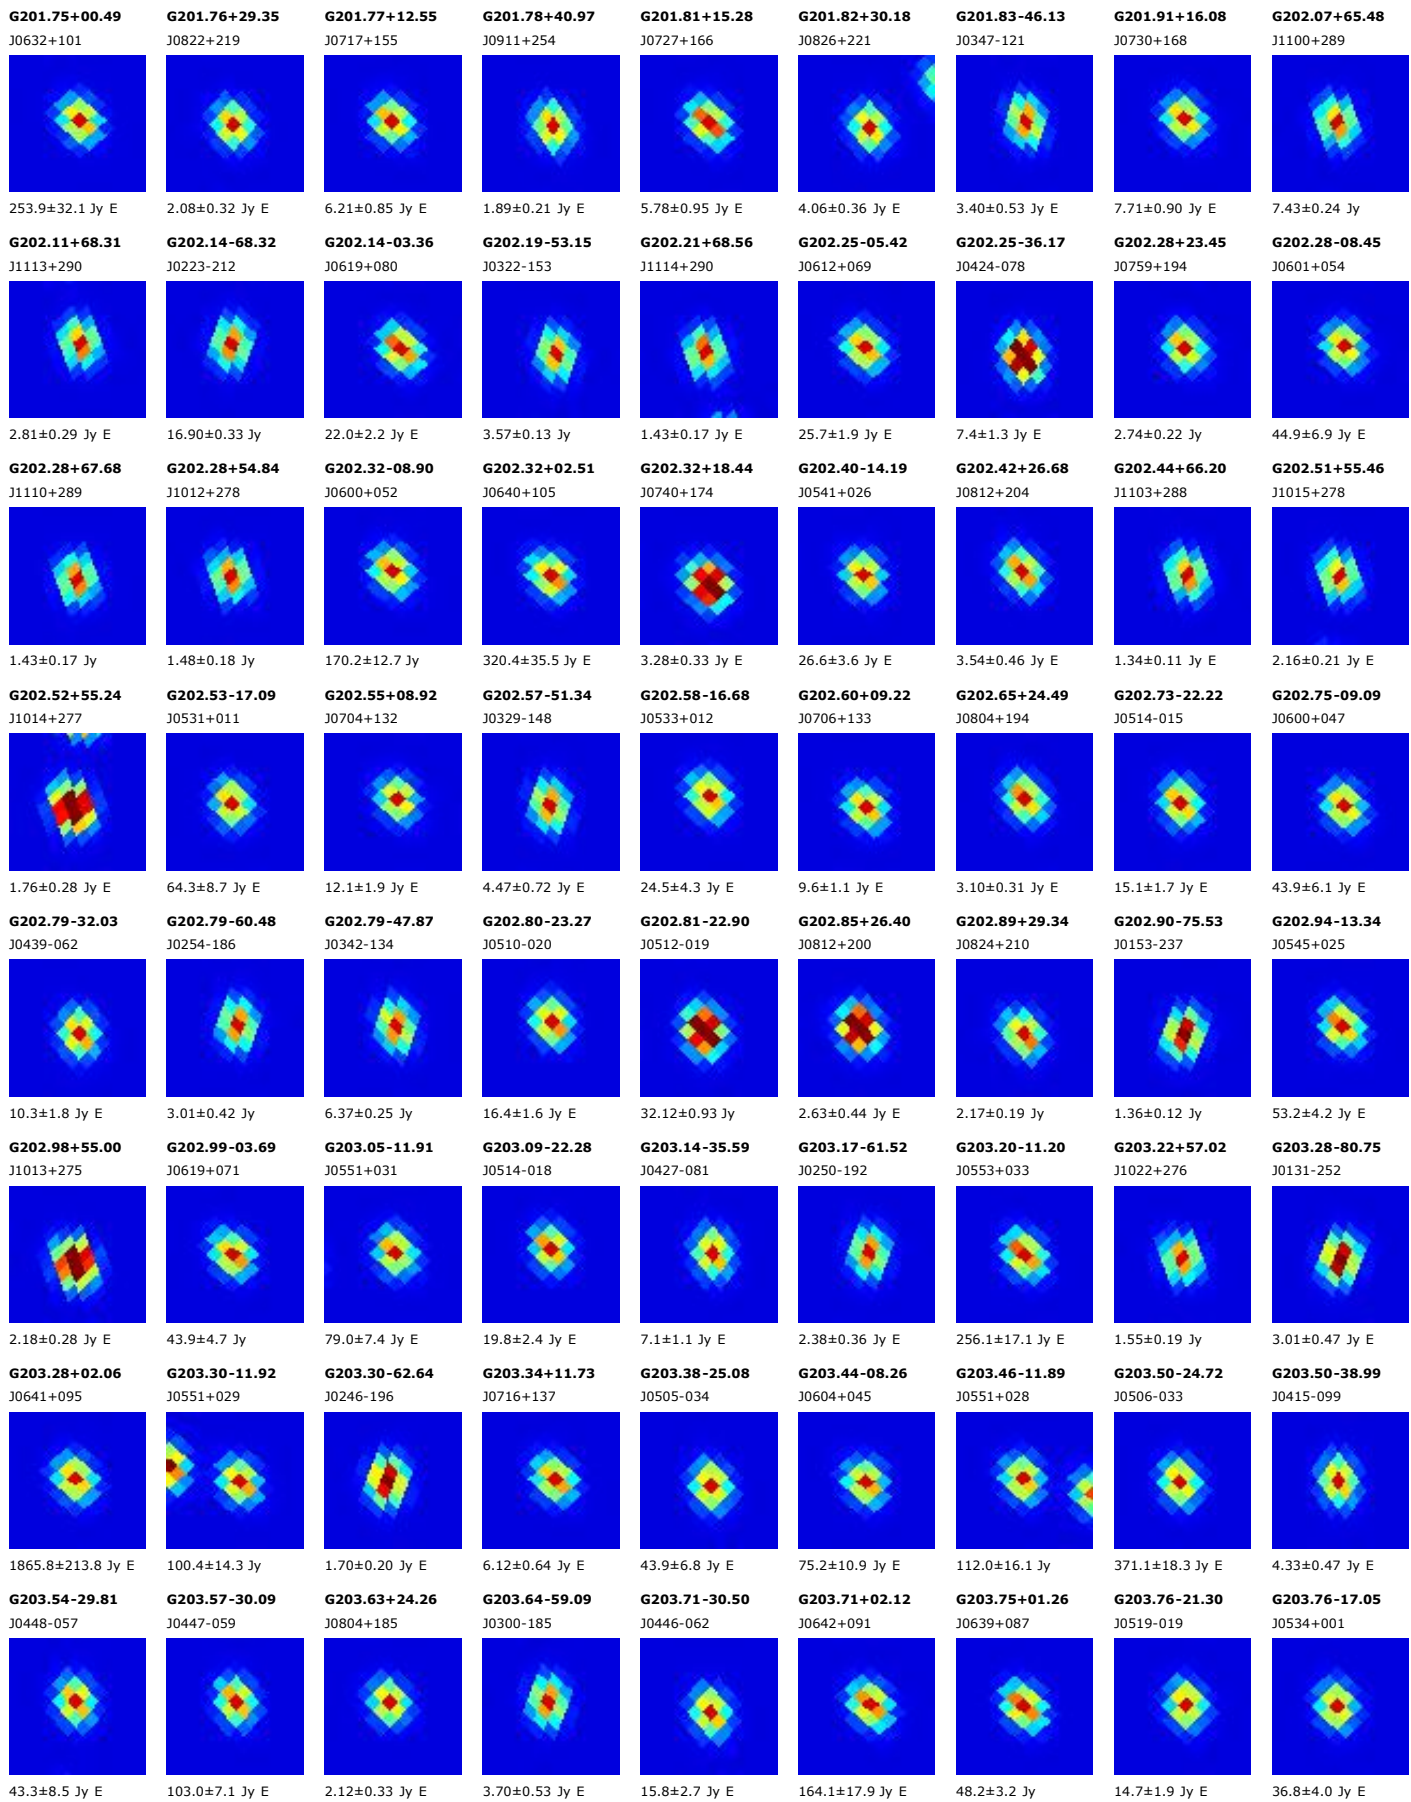 G201.75+00.49 G201.76+29.35 G201.77+12.55 G201.78+40.97 G201.81+15.28 G201.82+30.18 G201.83-46.13 G201.91+16.08 G202.07+65.48
J0632+101 J0822+219 J0717+155 J0911+254 J0727+166 J0826+221 J0347-121 J0730+168 J1100+289
253.9±32.1 Jy E 2.08±0.32 Jy E 6.21±0.85 Jy E 1.89±0.21 Jy E 5.78±0.95 Jy E 4.06±0.36 Jy E 3.40±0.53 Jy E 7.71±0.90 Jy E 7.43±0.24 Jy
G202.11+68.31 G202.14-68.32 G202.14-03.36 G202.19-53.15 G202.21+68.56 G202.25-05.42 G202.25-36.17 G202.28+23.45 G202.28-08.45
J1113+290 J0223-212 J0619+080 J0322-153 J1114+290 J0612+069 J0424-078 J0759+194 J0601+054
2.81±0.29 Jy E 16.90±0.33 Jy 22.0±2.2 Jy E 3.57±0.13 Jy 1.43±0.17 Jy E 25.7±1.9 Jy E 7.4±1.3 Jy E 2.74±0.22 Jy 44.9±6.9 Jy E
G202.28+67.68 G202.28+54.84 G202.32-08.90 G202.32+02.51 G202.32+18.44 G202.40-14.19 G202.42+26.68 G202.44+66.20 G202.51+55.46
J1110+289 J1012+278 J0600+052 J0640+105 J0740+174 J0541+026 J0812+204 J1103+288 J1015+278
1.43±0.17 Jy 1.48±0.18 Jy 170.2±12.7 Jy 320.4±35.5 Jy E 3.28±0.33 Jy E 26.6±3.6 Jy E 3.54±0.46 Jy E 1.34±0.11 Jy E 2.16±0.21 Jy E
G202.52+55.24 G202.53-17.09 G202.55+08.92 G202.57-51.34 G202.58-16.68 G202.60+09.22 G202.65+24.49 G202.73-22.22 G202.75-09.09
J1014+277 J0531+011 J0704+132 J0329-148 J0533+012 J0706+133 J0804+194 J0514-015 J0600+047
1.76±0.28 Jy E 64.3±8.7 Jy E 12.1±1.9 Jy E 4.47±0.72 Jy E 24.5±4.3 Jy E 9.6±1.1 Jy E 3.10±0.31 Jy E 15.1±1.7 Jy E 43.9±6.1 Jy E
G202.79-32.03 G202.79-60.48 G202.79-47.87 G202.80-23.27 G202.81-22.90 G202.85+26.40 G202.89+29.34 G202.90-75.53 G202.94-13.34
J0439-062 J0254-186 J0342-134 J0510-020 J0512-019 J0812+200 J0824+210 J0153-237 J0545+025
10.3±1.8 Jy E 3.01±0.42 Jy 6.37±0.25 Jy 16.4±1.6 Jy E 32.12±0.93 Jy 2.63±0.44 Jy E 2.17±0.19 Jy 1.36±0.12 Jy 53.2±4.2 Jy E
G202.98+55.00 G202.99-03.69 G203.05-11.91 G203.09-22.28 G203.14-35.59 G203.17-61.52 G203.20-11.20 G203.22+57.02 G203.28-80.75
J1013+275 J0619+071 J0551+031 J0514-018 J0427-081 J0250-192 J0553+033 J1022+276 J0131-252
2.18±0.28 Jy E 43.9±4.7 Jy 79.0±7.4 Jy E 19.8±2.4 Jy E 7.1±1.1 Jy E 2.38±0.36 Jy E 256.1±17.1 Jy E 1.55±0.19 Jy 3.01±0.47 Jy E
G203.28+02.06 G203.30-11.92 G203.30-62.64 G203.34+11.73 G203.38-25.08 G203.44-08.26 G203.46-11.89 G203.50-24.72 G203.50-38.99
J0641+095 J0551+029 J0246-196 J0716+137 J0505-034 J0604+045 J0551+028 J0506-033 J0415-099
1865.8±213.8 Jy E 100.4±14.3 Jy 1.70±0.20 Jy E 6.12±0.64 Jy E 43.9±6.8 Jy E 75.2±10.9 Jy E 112.0±16.1 Jy 371.1±18.3 Jy E 4.33±0.47 Jy E
G203.54-29.81 G203.57-30.09 G203.63+24.26 G203.64-59.09 G203.71-30.50 G203.71+02.12 G203.75+01.26 G203.76-21.30 G203.76-17.05
J0448-057 J0447-059 J0804+185 J0300-185 J0446-062 J0642+091 J0639+087 J0519-019 J0534+001
43.3±8.5 Jy E 103.0±7.1 Jy E 2.12±0.33 Jy E 3.70±0.53 Jy E 15.8±2.7 Jy E 164.1±17.9 Jy E 48.2±3.2 Jy 14.7±1.9 Jy E 36.8±4.0 Jy E